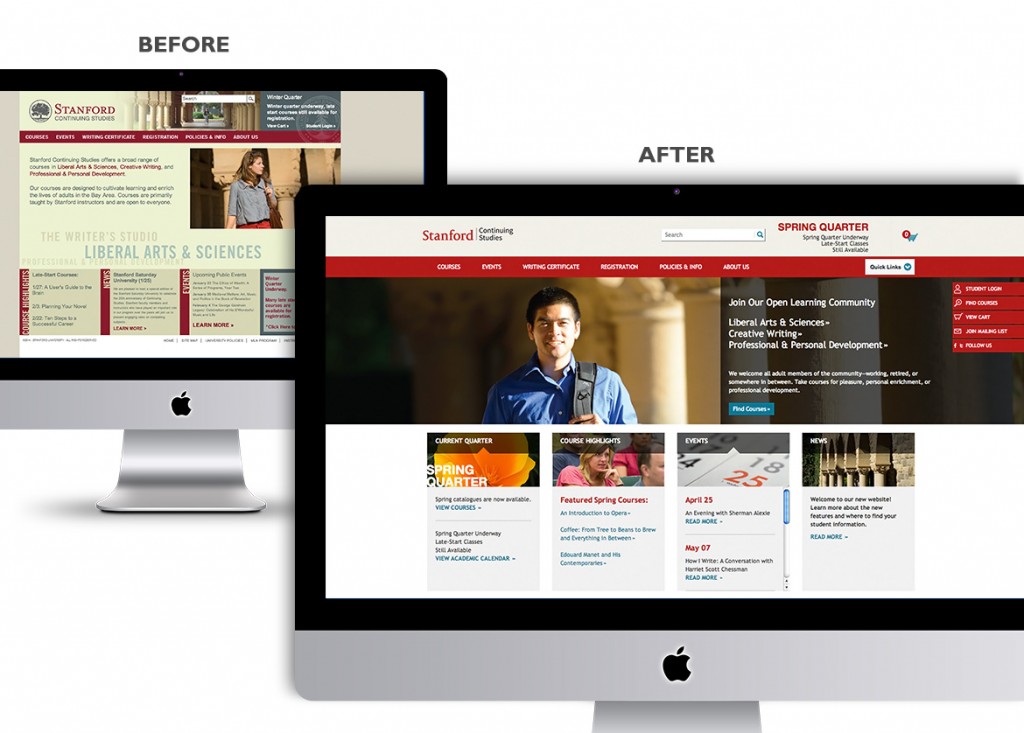 BEFORE
AFTER
STANFORD
CONTINUING STUDIES
Search
Winter Quarter
Winter quarter underway, late
start courses still available for
registration.
View Cart » Student Login »
COURSES EVENTS WRITING CERTIFICATE REGISTRATION POLICIES & INFO ABOUT US
Stanford Continuing Studies offers a broad range of
courses in Liberal Arts & Sciences, Creative Writing, and
Professional & Personal Development.
Our courses are designed to cultivate learning and enrich
the lives of adults in the Bay Area. Courses are primarily
taught by Stanford instructors and are open to everyone.
THE WRITER'S STUDIO
LIBERAL ARTS & SCIENCES
PROFESSIONAL & PERSONAL DEVELOPMENT
COURSE HIGHLIGHTS
Late-Start Courses:
1/27: A User's Guide to the
Brain
2/3: Planning Your Novel
2/22: Ten Steps to a
Successful Career
NEWS
Stanford Saturday
University (1/25)
LEARN MORE »
EVENTS
Upcoming Public Events
LEARN MORE »
Winter
Quarter
Underway.
Many late
start
courses are
available for
registration.
*Click here
HOME | SITE MAP | UNIVERSITY POLICIES | MLA PROGRAM |
Stanford Continuing
Studies
Search
SPRING QUARTER
Spring Quarter Underway
Late-Start Classes
Still Available
0
COURSES EVENTS WRITING CERTIFICATE REGISTRATION POLICIES & INFO ABOUT US
Quick Links
STUDENT LOGIN
FIND COURSES
VIEW CART
JOIN MAILING LIST
FOLLOW US
Join Our Open Learning Community
Liberal Arts & Sciences»
Creative Writing»
Professional & Personal Development»
We welcome all adult members of the community—working, retired, or
somewhere in between. Take courses for pleasure, personal enrichment, or
professional development.
Find Courses»
CURRENT QUARTER
SPRING
QUARTER
Spring catalogues are now available.
VIEW COURSES »
Spring Quarter Underway
Late-Start Classes
Still Available
VIEW ACADEMIC CALENDAR »
COURSE HIGHLIGHTS
Featured Spring Courses:
An Introduction to Opera»
Coffee: From Tree to Beans to Brew
and Everything in Between»
Edouard Manet and His
Contemporaries»
EVENTS
24
18
25
April 25
An Evening with Sherman Alexie
READ MORE »
May 07
How I Write: A Conversation with
Harriet Scott Chessman
READ MORE »
NEWS
Welcome to our new website!
Learn more about the new
features and where to find your
student information.
READ MORE »